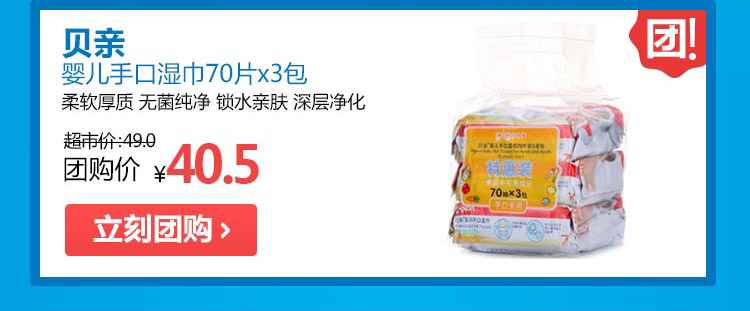 贝亲
婴儿手口湿巾70片x3包
柔软厚质 无菌纯净 锁水亲肤 深层净化
超市价:49.0
团购价 ¥40.5
立刻团购 ›
团!
pigeon
特惠装
70抽×3包
手口专用